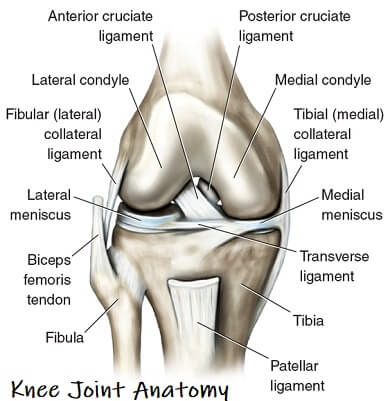 Anterior cruciate
ligament
Posterior cruciate
ligament
Lateral condyle
Medial condyle
Fibular (lateral)
collateral
ligament
Tibial (medial)
collateral
ligament
Lateral
meniscus
Medial
meniscus
Biceps
femoris
tendon
Transverse
ligament
Tibia
Fibula
Patellar
ligament
Knee Joint Anatomy